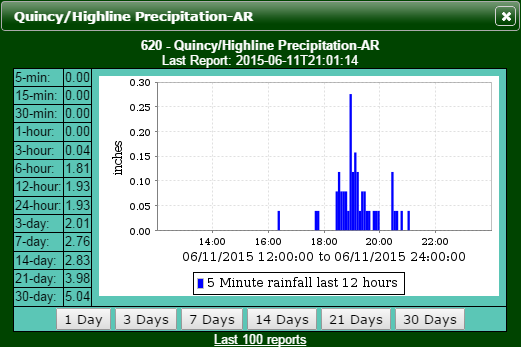 Quincy/Highline Precipitation-AR
620 - Quincy/Highline Precipitation-AR
Last Report: 2015-06-11T21:01:14
5-min: 0.00
15-min: 0.00
30-min: 0.00
1-hour: 0.00
3-hour: 0.04
6-hour: 1.81
12-hour: 1.93
24-hour: 1.93
3-day: 2.01
7-day: 2.76
14-day: 2.83
21-day: 3.98
30-day: 5.04
inches
0.30
0.25
0.20
0.15
0.10
0.05
0.00
14:00 16:00 18:00 20:00 22:00
06/11/2015 12:00:00 to 06/11/2015 24:00:00
5 Minute rainfall last 12 hours
1 Day 3 Days 7 Days 14 Days 21 Days 30 Days
Last 100 reports